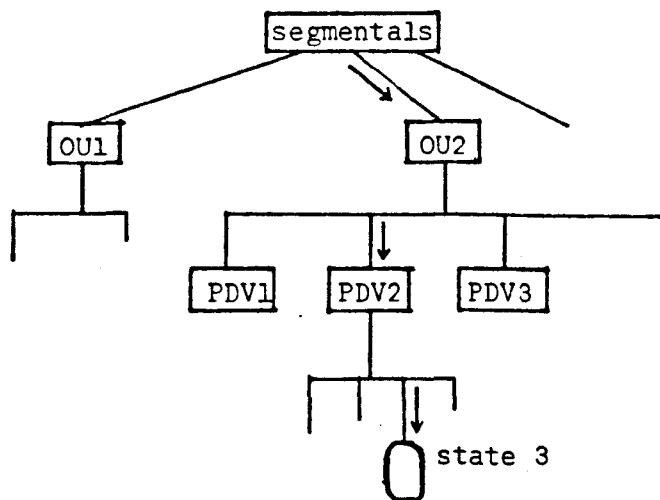 segmentals
OU1
OU2
PDV1
PDV2
PDV3
state 3